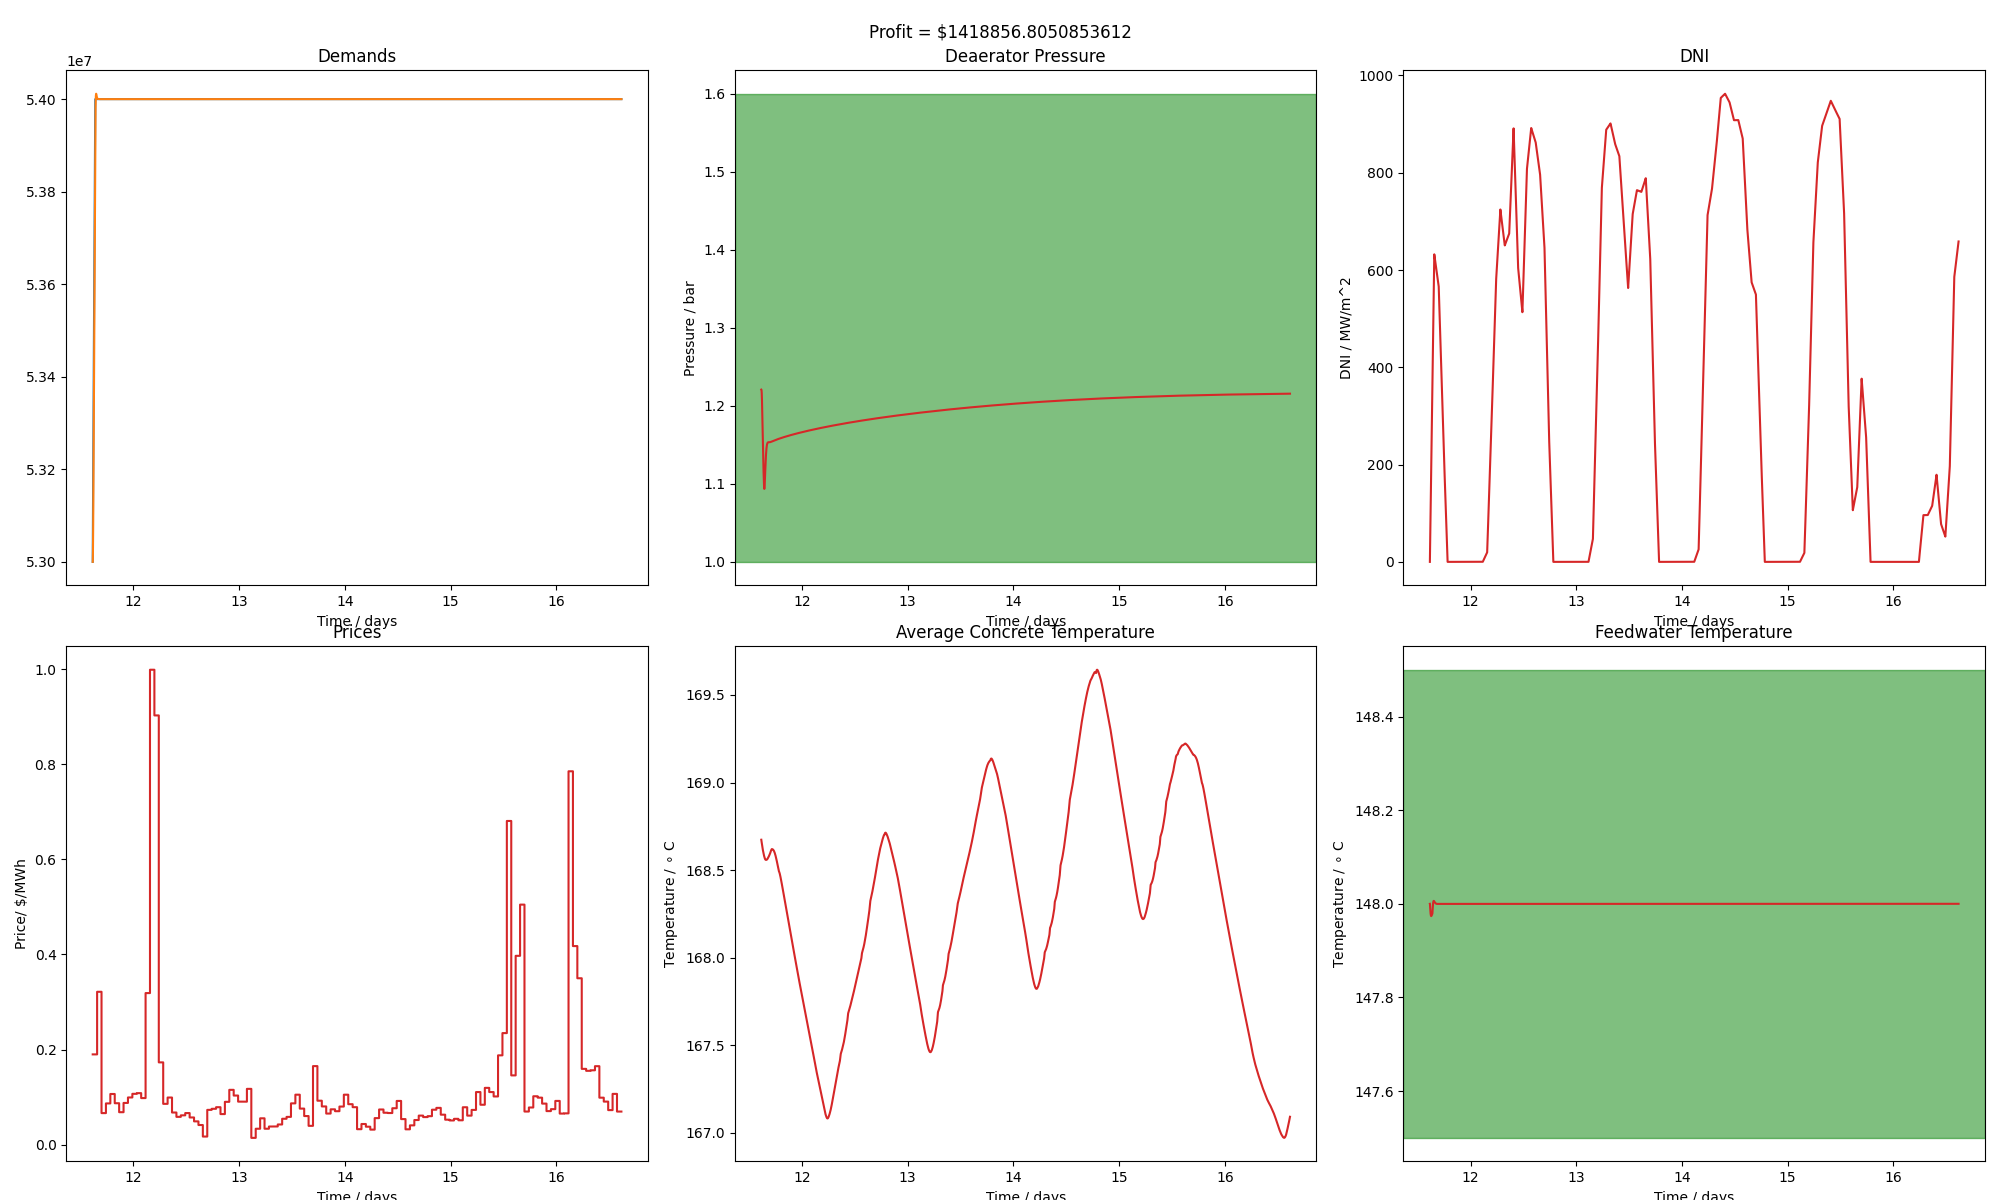 Profit = $1418856.8050853612
Demands
1e7
5.40
5.38
5.36
5.34
5.32
5.30
12 13 14 15 16
Time / days
Deaerator Pressure
Pressure / bar
1.6
1.5
1.4
1.3
1.2
1.1
1.0
12 13 14 15 16
Time / days
DNI
DNI / MW/m^2
1000
800
600
400
200
0
12 13 14 15 16
Time / days
Prices
Price/ $/MWh
1.0
0.8
0.6
0.4
0.2
0.0
12 13 14 15 16
Time / days
Average Concrete Temperature
Temperature / ∘ C
169.5
169.0
168.5
168.0
167.5
167.0
12 13 14 15 16
Time / days
Feedwater Temperature
Temperature / ∘ C
148.4
148.2
148.0
147.8
147.6
12 13 14 15 16
Time / days